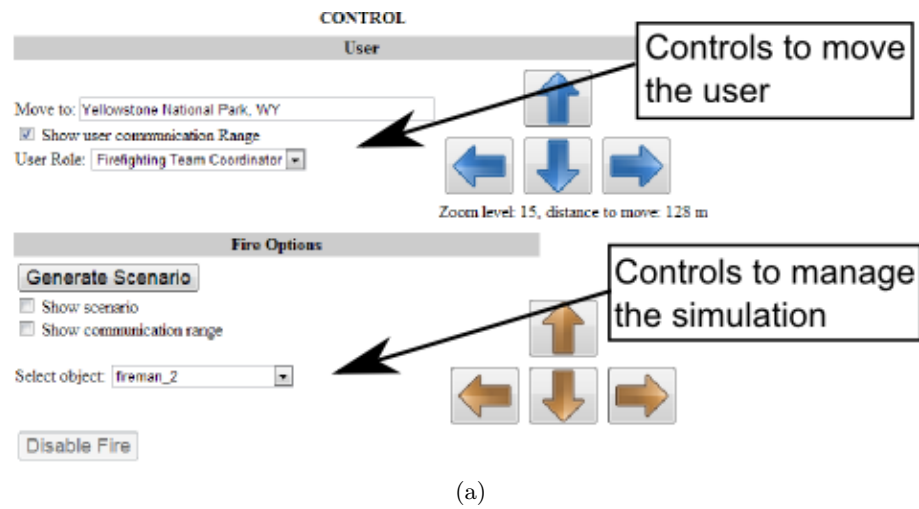 CONTROL
User
Controls to move
the user
Move to: Yellowstone National Park, WY
Show user communication Range
User Role: Firefighting Team Coordinator
Zoom level: 15, distance to move: 128 m
Fire Options
Generate Scenario
Controls to manage
the simulation
Show scenario
Show communication range
Select object: fireman_2
Disable Fire
(a)